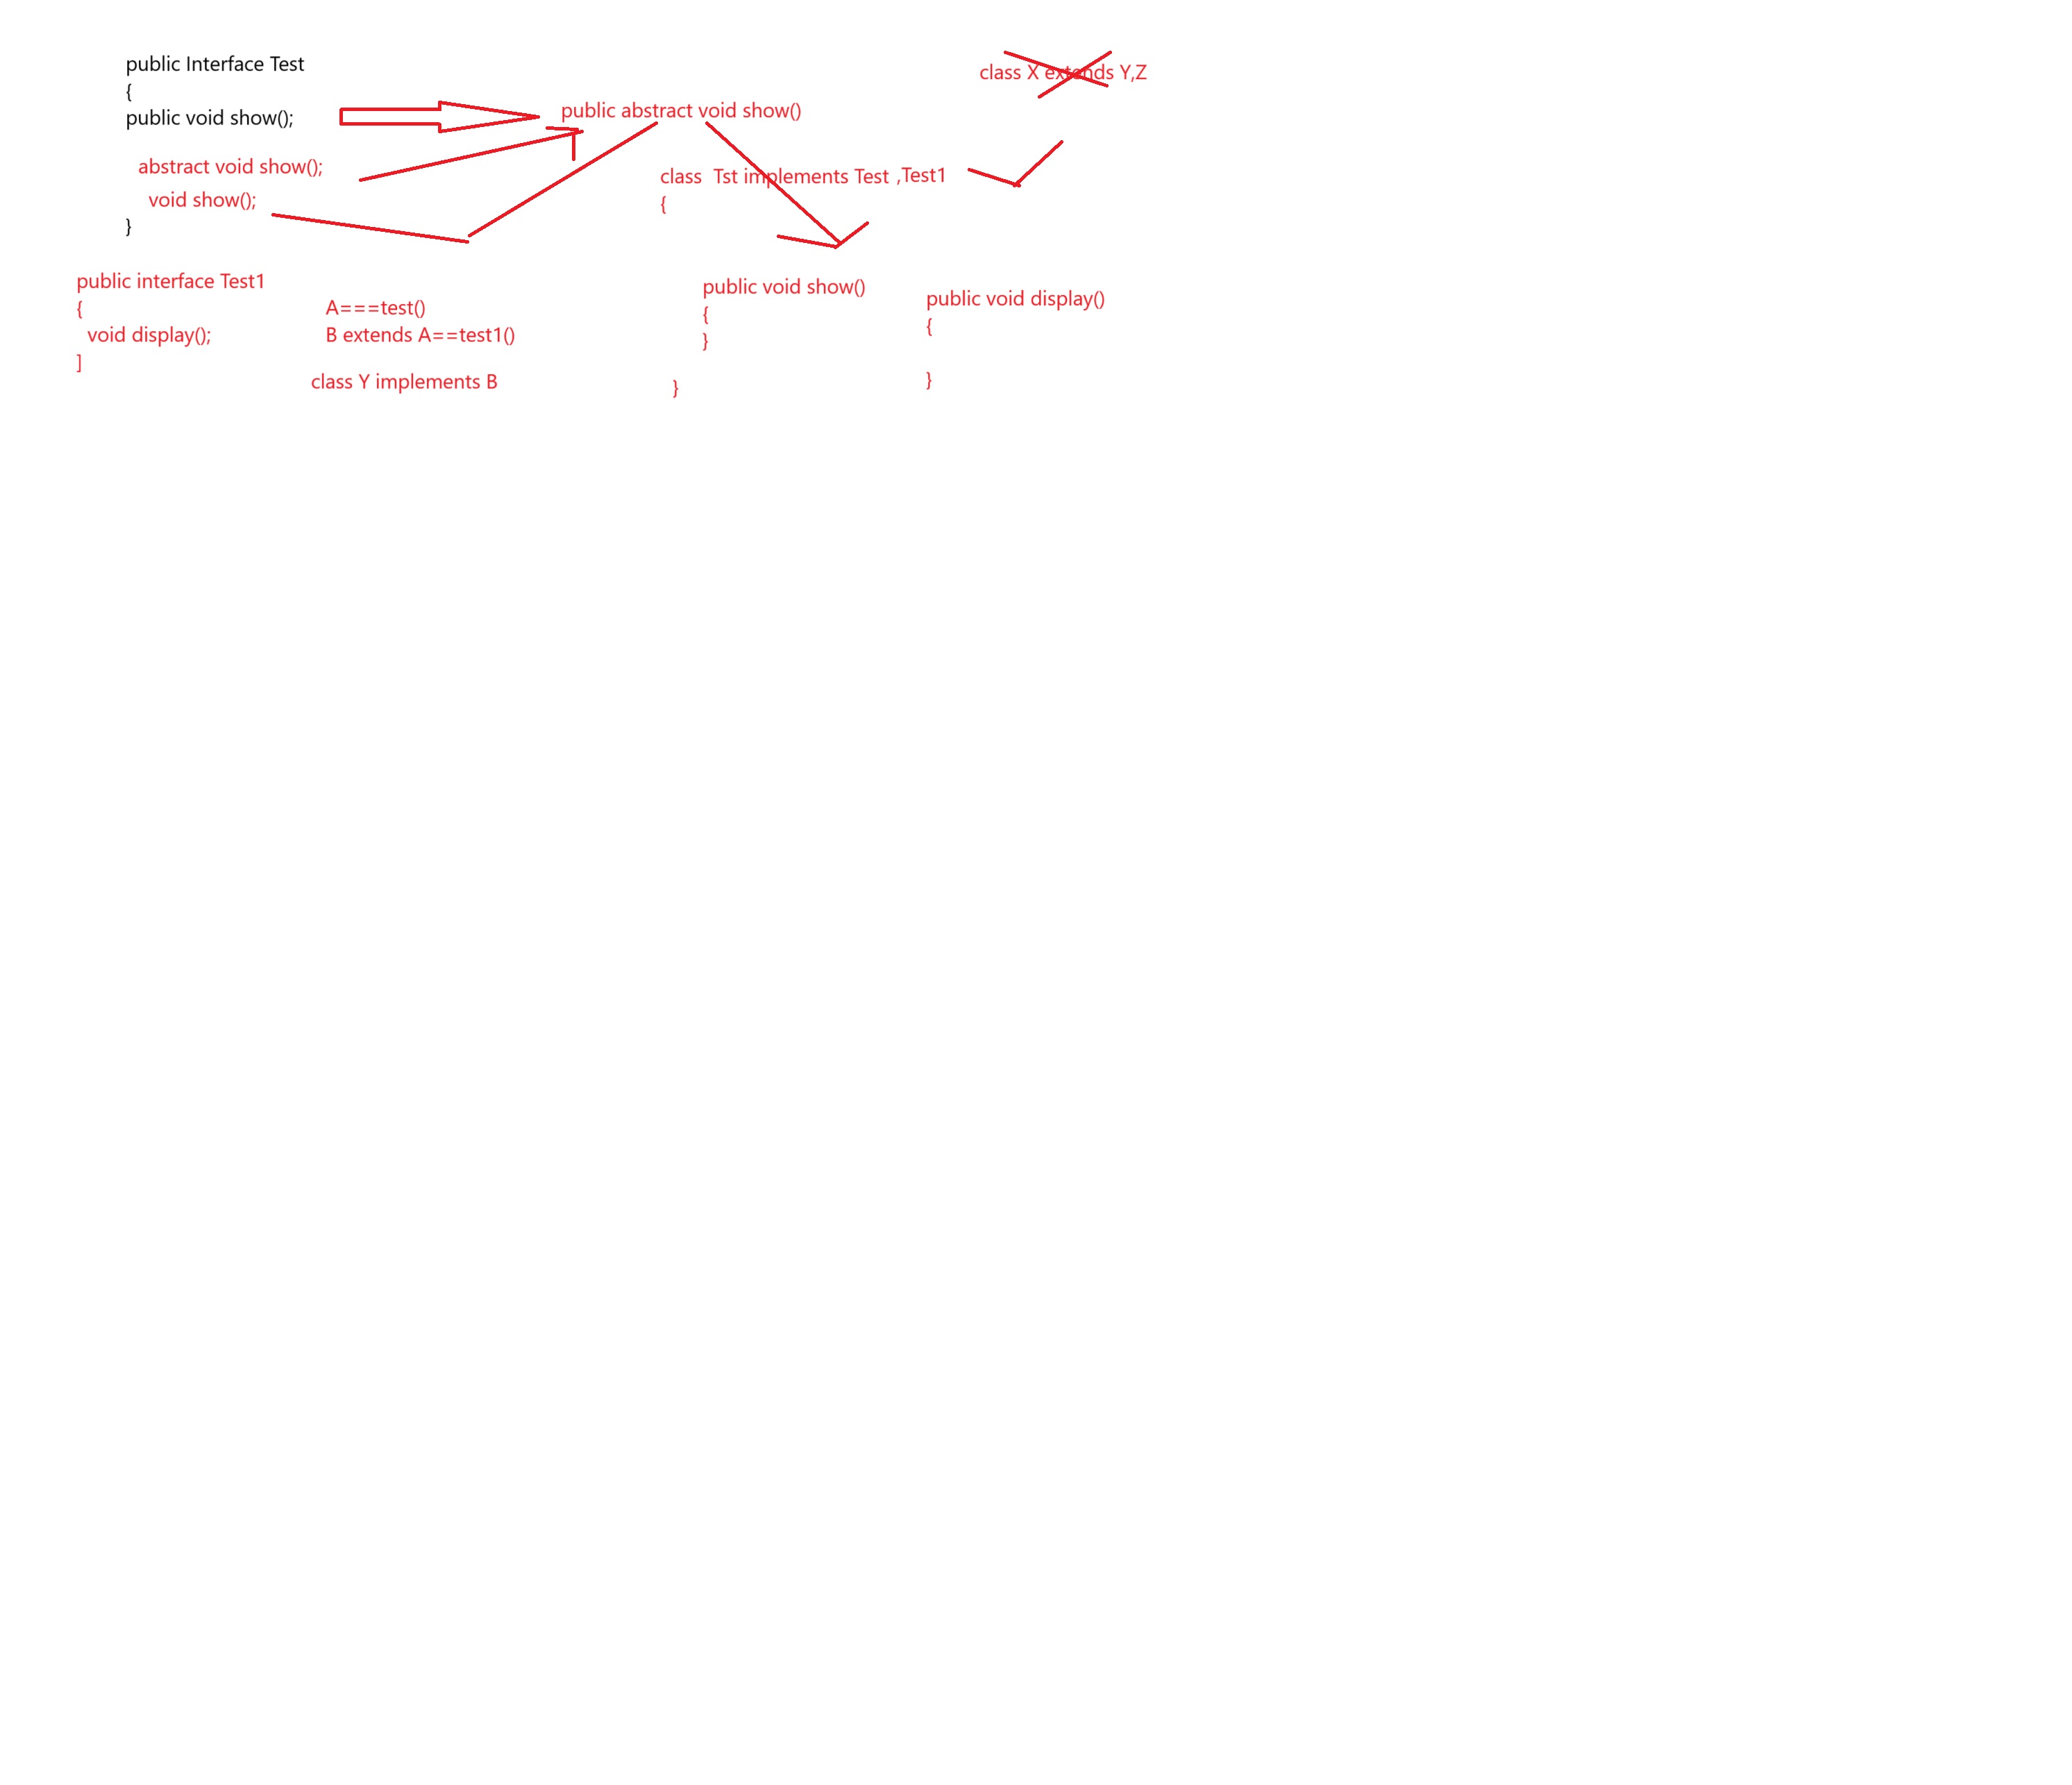 public Interface Test
{
public void show();
abstract void show();
void show();
}
public abstract void show()
class X extends Y,Z
class  Tst implements Test ,Test1
{
public interface Test1
{
void display();
]
A===test()
B extends A==test1()
class Y implements B
public void show()
{
}
}
public void display()
{
}